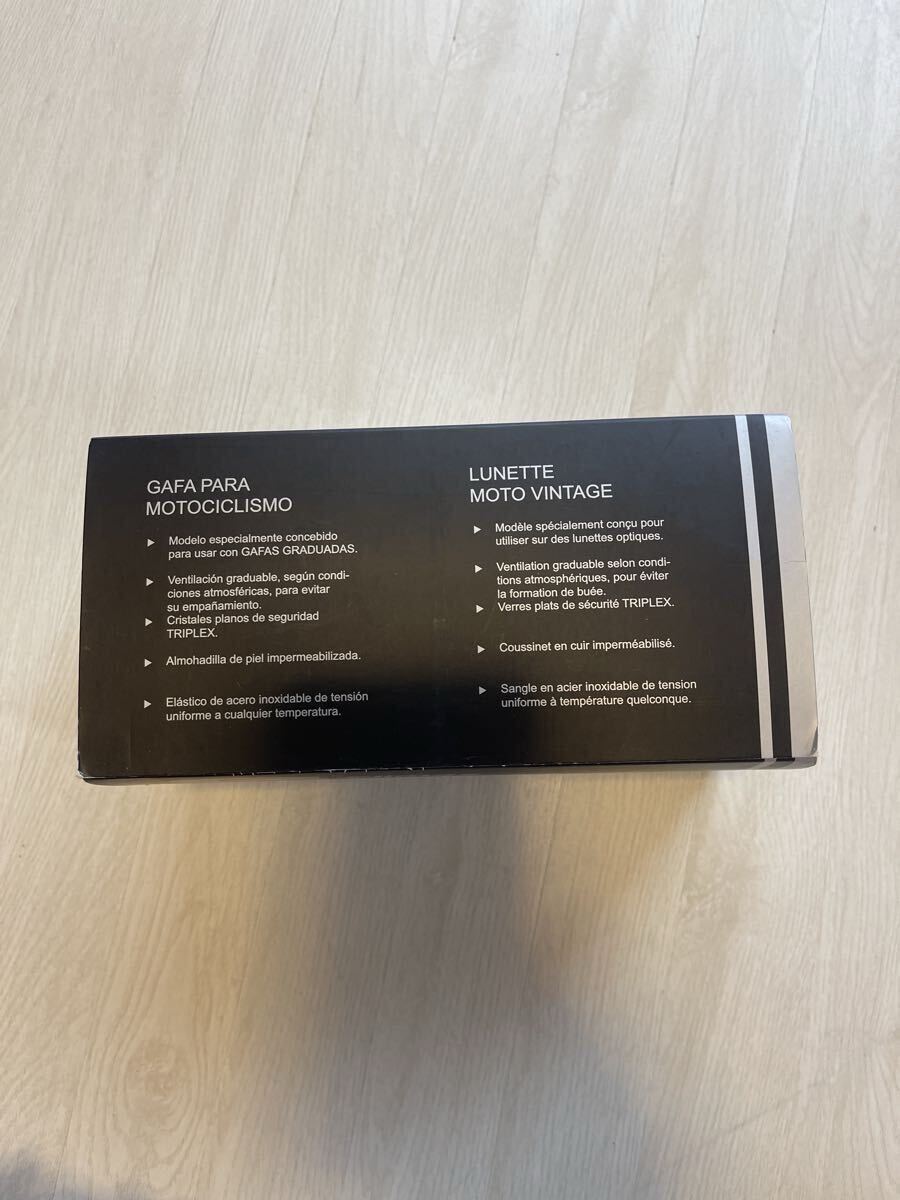 GAFA PARA
MOTOCICLISMO
▶ Modelo especialmente concebido
para usar con GAFAS GRADUADAS.
▶ Ventilación graduable, según condi-
ciones atmosféricas, para evitar
su empañamiento.
▶ Cristales planos de seguridad
TRIPLEX.
▶ Almohadilla de piel impermeabilizada.
▶ Elástico de acero inoxidable de tensión
uniforme a cualquier temperatura.
LUNETTE
MOTO VINTAGE
▶ Modèle spécialement conçu pour
utiliser sur des lunettes optiques.
▶ Ventilation graduable selon condi-
tions atmosphériques, pour éviter
la formation de buée.
▶ Verres plats de sécurité TRIPLEX.
▶ Coussinet en cuir imperméabilisé.
▶ Sangle en acier inoxidable de tension
uniforme à température quelconque.